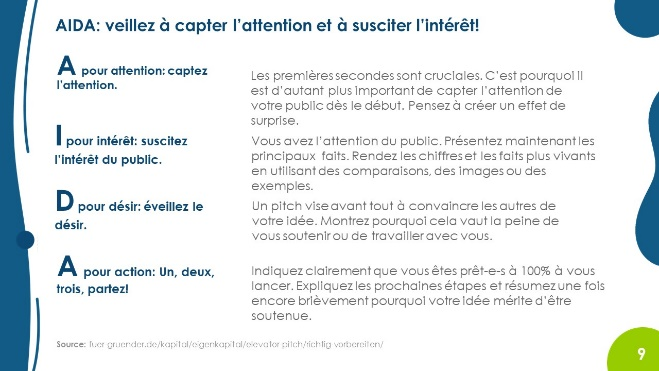 AIDA: veillez à capter l'attention et à susciter l'intérêt!
A pour attention: captez
l'attention.
Les premières secondes sont cruciales. C'est pourquoi il
est d'autant plus important de capter l'attention de
votre public dès le début. Pensez à créer un effet de
surprise.
I pour intérêt: suscitez
l'intérêt du public.
Vous avez l'attention du public. Présentez maintenant les
principaux faits. Rendez les chiffres et les faits plus vivants
en utilisant des comparaisons, des images ou des
exemples.
D pour désir: éveillez le
désir.
Un pitch vise avant tout à convaincre les autres de
votre idée. Montrez pourquoi cela vaut la peine de
vous soutenir ou de travailler avec vous.
A pour action: Un, deux,
trois, partez!
Indiquez clairement que vous êtes prêt-e-s à 100% à vous
lancer. Expliquez les prochaines étapes et résumez une fois
encore brièvement pourquoi votre idée mérite d'être
soutenue.
Source: fuer-gruender.de/kapital/eigenkapital/elevator-pitch/richtig-vorbereiten/
9